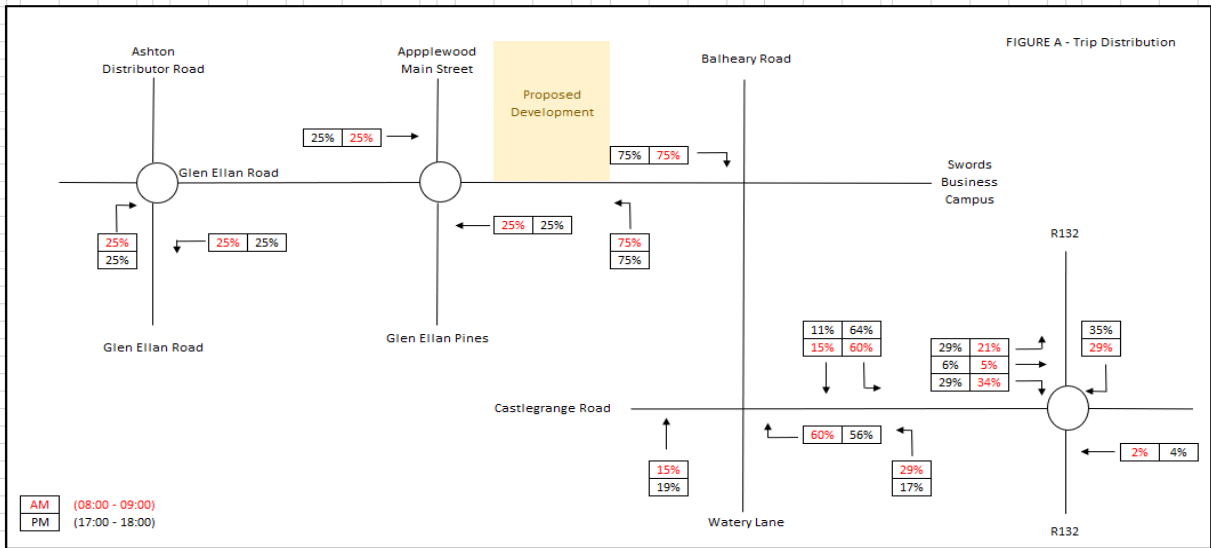 FIGURE A - Trip Distribution
Ashton
Distributor Road
Appplewood
Main Street
Balheary Road
Proposed
Development
25% 25%
75% 75%
Glen Ellan Road
Swords
Business
Campus
25%
25%
25% 25%
25% 25%
75%
75%
R132
Glen Ellan Road
Glen Ellan Pines
11% 64%
15% 60%
29% 21%
6% 5%
29% 34%
35%
29%
Castlegrange Road
60% 56%
15%
19%
29%
17%
2% 4%
AM (08:00 - 09:00)
PM (17:00 - 18:00)
Watery Lane
R132